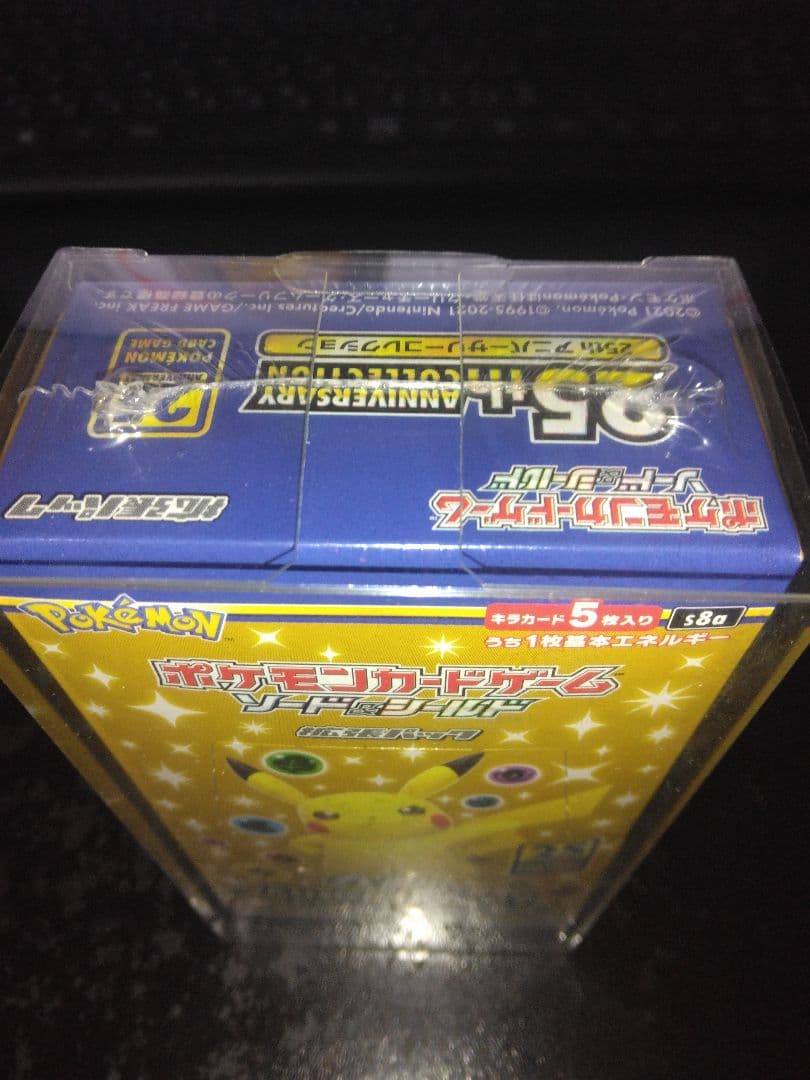 ©2021 Pokémon. ©1995-2021 Nintendo/Creatures Inc./GAME FREAK inc.
25th アニバーサリーコレクション
25th ANNIVERSARY COLLECTION
POKÉMON
CARD GAME
ポケモンカードゲーム
ソード&シールド
拡張パック
POKÉMON
キラカード5枚入り
s8a
うち1枚基本エネルギー
ポケモンカードゲーム
ソード&シールド
拡張パック
25